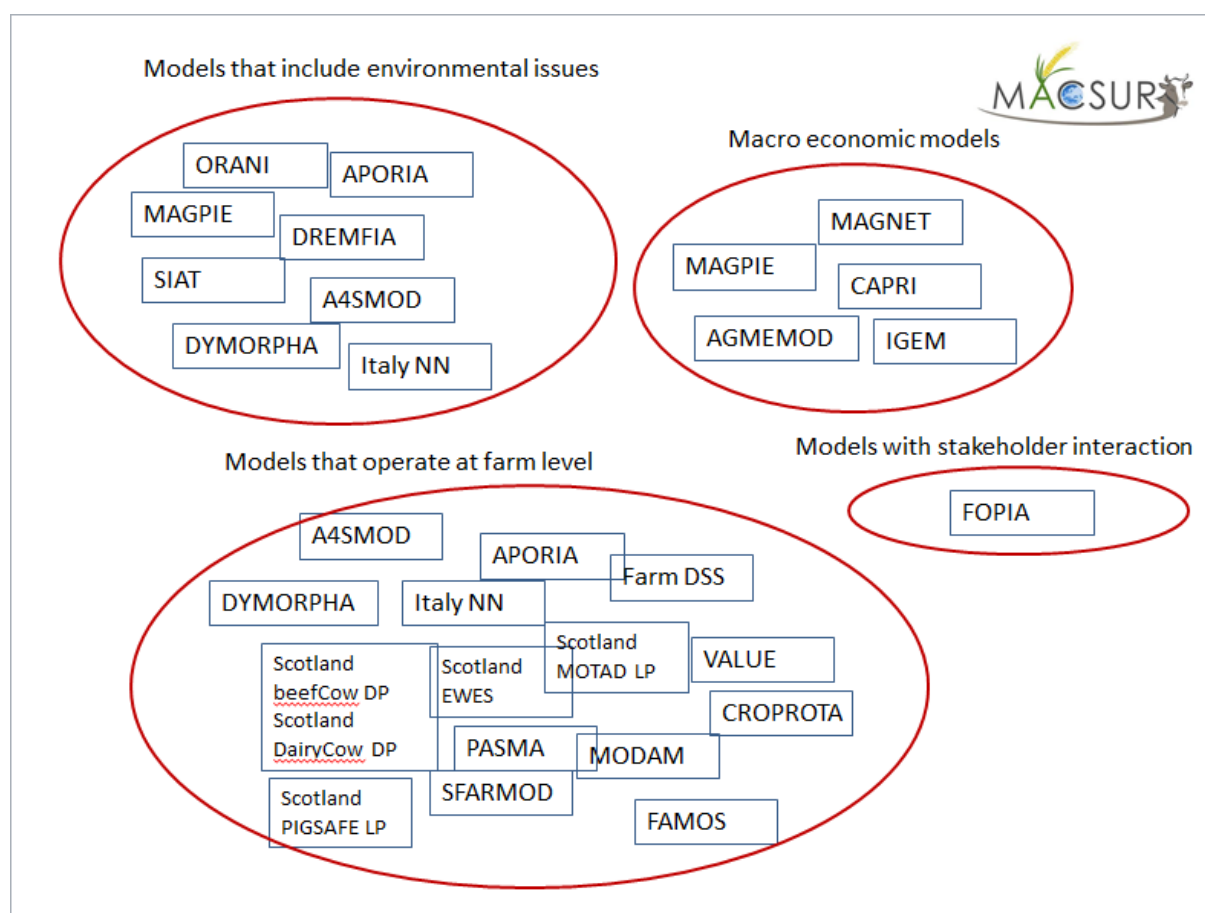 Models that include environmental issues
MACSUR
Macro economic models
ORANI
APORIA
MAGPIE
DREMFIA
SIAT
A4SMOD
DYMORPHA
Italy NN
MAGNET
MAGPIE
CAPRI
AGMEMOD
IGEM
Models with stakeholder interaction
FOPIA
Models that operate at farm level
A4SMOD
APORIA
Farm DSS
DYMORPHA
Italy NN
Scotland
MOTAD LP
VALUE
Scotland
beefCow DP
Scotland
DairyCow DP
Scotland
EWES
CROPROTA
PASMA
MODAM
SFARMOD
Scotland
PIGSAFE LP
FAMOS